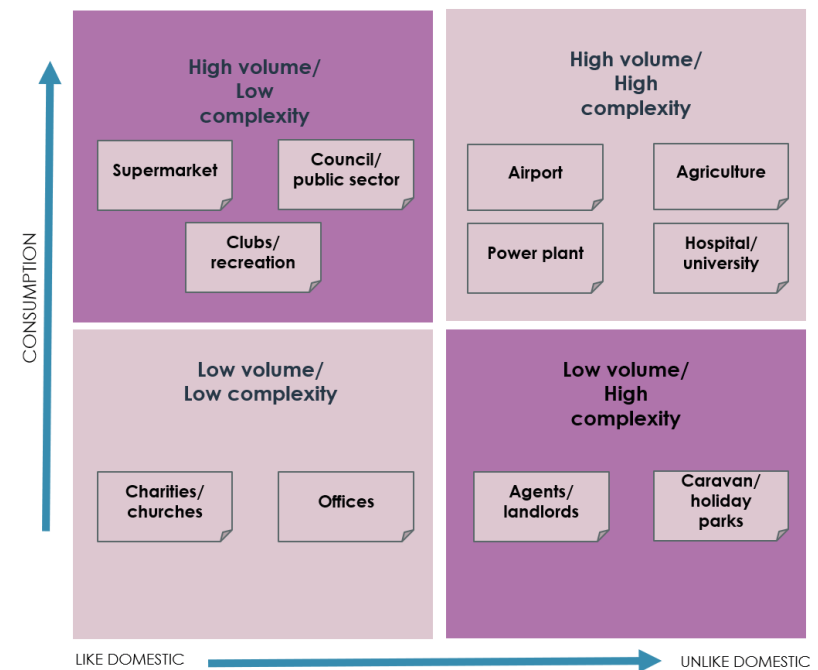 High volume/
Low
complexity
Supermarket
Council/
public sector
Clubs/
recreation
High volume/
High
complexity
Airport
Agriculture
Power plant
Hospital/
university
CONSUMPTION
Low volume/
Low complexity
Charities/
churches
Offices
Low volume/
High
complexity
Agents/
landlords
Caravan/
holiday
parks
LIKE DOMESTIC
UNLIKE DOMESTIC